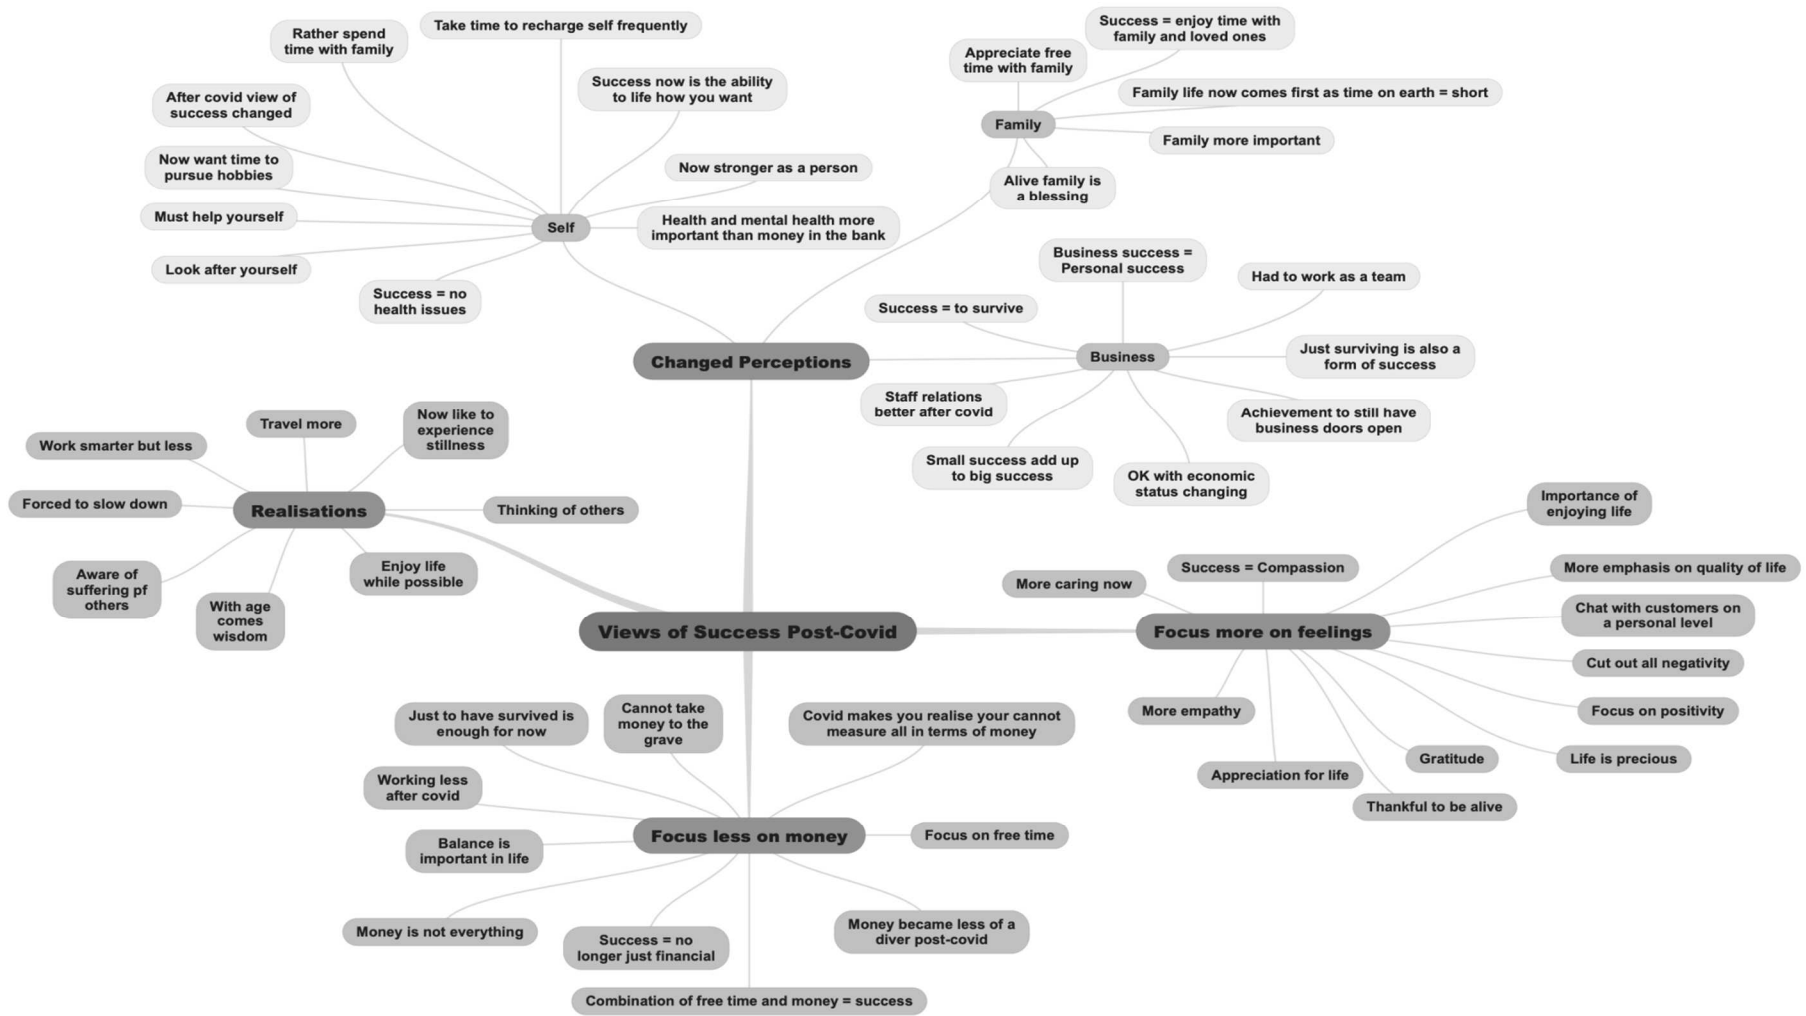 Rather spend
time with family
Take time to recharge self frequently
Success now is the ability
to life how you want
After covid view of
success changed
Now want time to
pursue hobbies
Now stronger as a person
Must help yourself
Self
Health and mental health more
important than money in the bank
Look after yourself
Success = no
health issues
Success = enjoy time with
family and loved ones
Appreciate free
time with family
Family life now comes first as time on earth = short
Family
Family more important
Alive family is
a blessing
Business success =
Personal success
Had to work as a team
Success = to survive
Changed Perceptions
Business
Just surviving is also a
form of success
Staff relations
better after covid
Achievement to still have
business doors open
Small success add up
to big success
OK with economic
status changing
Travel more
Now like to
experience
stillness
Work smarter but less
Forced to slow down
Realisations
Thinking of others
Aware of
suffering pf
others
With age
comes
wisdom
Enjoy life
while possible
Views of Success Post-Covid
Importance of
enjoying life
Success = Compassion
More caring now
More emphasis on quality of life
Chat with customers on
a personal level
Focus more on feelings
Cut out all negativity
More empathy
Focus on positivity
Gratitude
Life is precious
Appreciation for life
Thankful to be alive
Just to have survived is
enough for now
Cannot take
money to the
grave
Covid makes you realise your cannot
measure all in terms of money
Working less
after covid
Focus less on money
Focus on free time
Balance is
important in life
Money is not everything
Success = no
longer just financial
Money became less of a
diver post-covid
Combination of free time and money = success